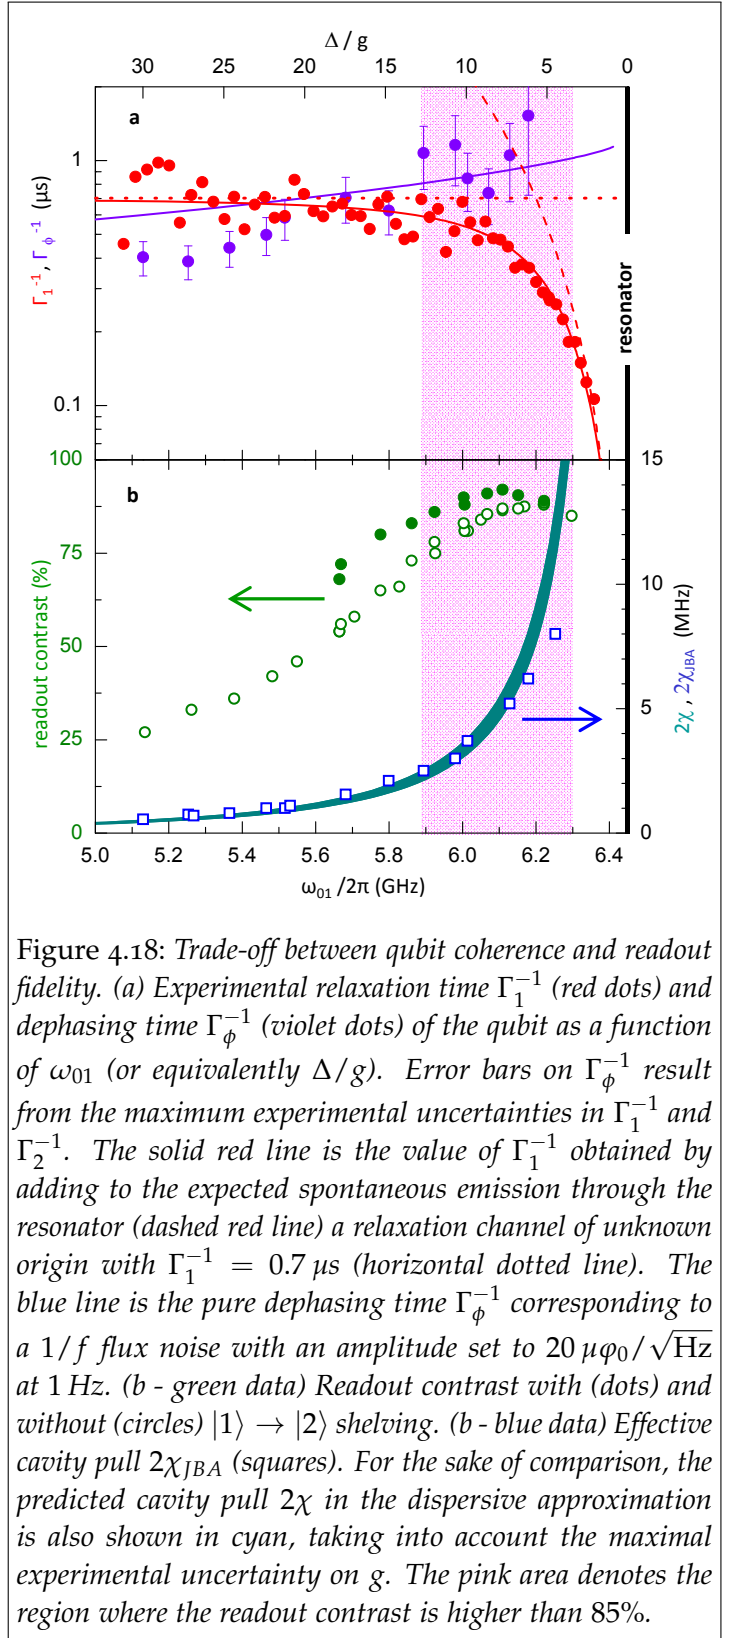 Δ / g
30 25 20 15 10 5 0
a
1
0.1
Γ₁⁻¹, Γϕ⁻¹ (μs)
resonator
100
75
50
25
0
readout contrast (%)
b
15
10
5
0
2χ , 2χJBA (MHz)
5.0 5.2 5.4 5.6 5.8 6.0 6.2 6.4
ω₀₁/2π (GHz)
Figure 4.18: Trade-off between qubit coherence and readout
fidelity. (a) Experimental relaxation time Γ₁⁻¹ (red dots) and
dephasing time Γϕ⁻¹ (violet dots) of the qubit as a function
of ω₀₁ (or equivalently Δ/g). Error bars on Γϕ⁻¹ result
from the maximum experimental uncertainties in Γ₁⁻¹ and
Γ₂⁻¹. The solid red line is the value of Γ₁⁻¹ obtained by
adding to the expected spontaneous emission through the
resonator (dashed red line) a relaxation channel of unknown
origin with Γ₁⁻¹ = 0.7 μs (horizontal dotted line). The
blue line is the pure dephasing time Γϕ⁻¹ corresponding to
a 1/f flux noise with an amplitude set to 20 μφ₀/√Hz
at 1 Hz. (b - green data) Readout contrast with (dots) and
without (circles) |1⟩ → |2⟩ shelving. (b - blue data) Effective
cavity pull 2χJBA (squares). For the sake of comparison, the
predicted cavity pull 2χ in the dispersive approximation
is also shown in cyan, taking into account the maximal
experimental uncertainty on g. The pink area denotes the
region where the readout contrast is higher than 85%.